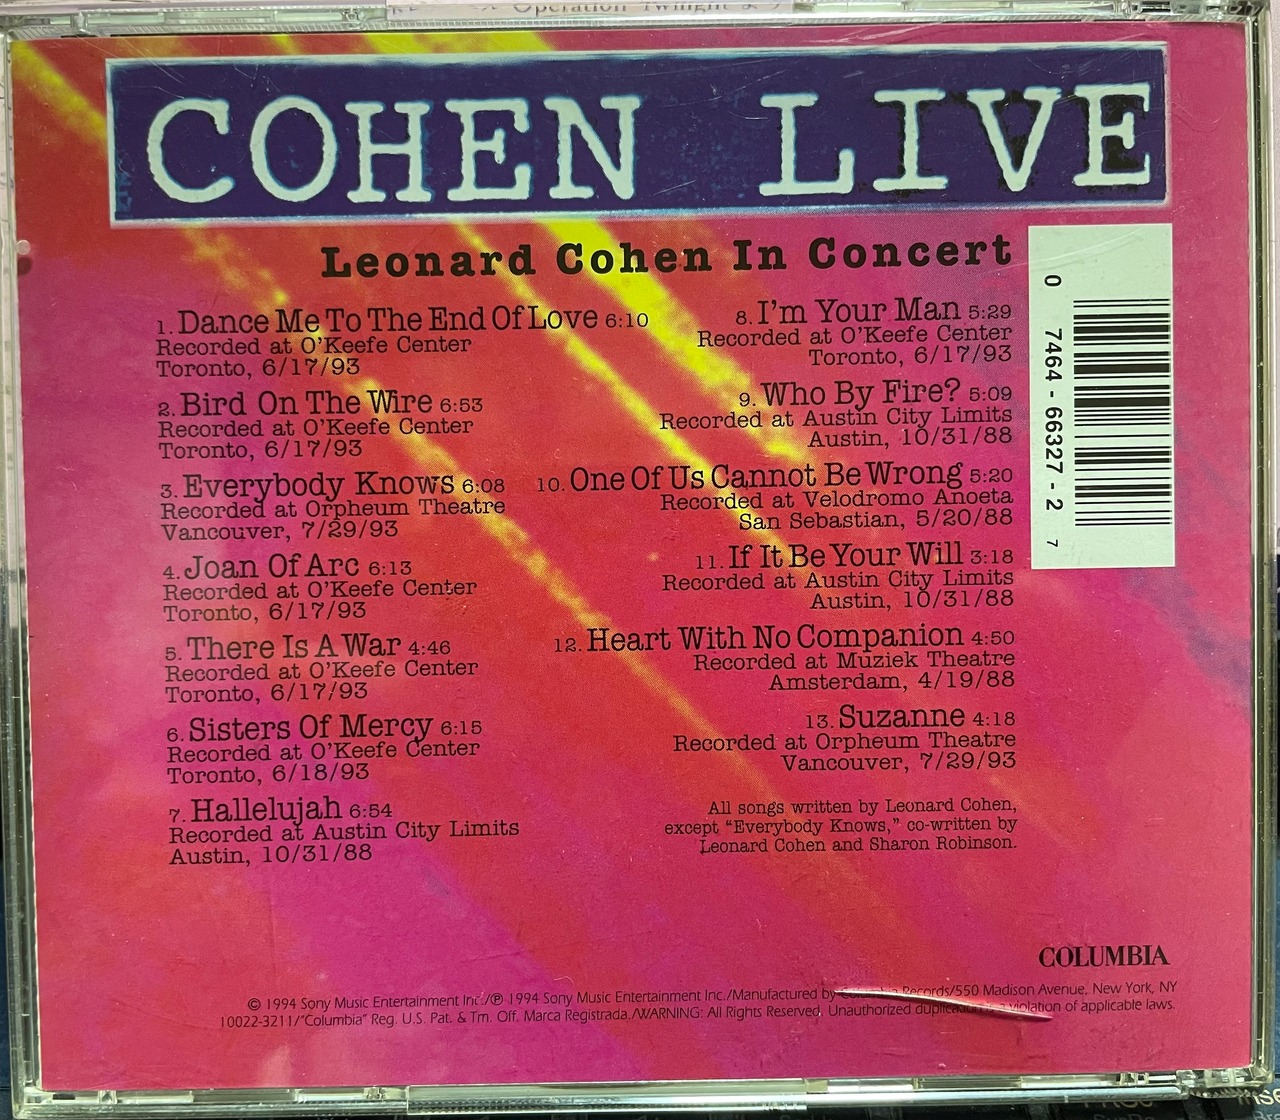 Operation Twilight
COHEN LIVE
Leonard Cohen In Concert
1. Dance Me To The End Of Love 6:10
Recorded at O'Keefe Center
Toronto, 6/17/93
2. Bird On The Wire 6:53
Recorded at O'Keefe Center
Toronto, 6/17/93
3. Everybody Knows 6:08
Recorded at Orpheum Theatre
Vancouver, 7/29/93
4. Joan Of Arc 6:13
Recorded at O'Keefe Center
Toronto, 6/17/93
5. There Is A War 4:46
Recorded at O'Keefe Center
Toronto, 6/17/93
6. Sisters Of Mercy 6:15
Recorded at O'Keefe Center
Toronto, 6/18/93
7. Hallelujah 6:54
Recorded at Austin City Limits
Austin, 10/31/88
8. I'm Your Man 5:29
Recorded at O'Keefe Center
Toronto, 6/17/93
9. Who By Fire? 5:09
Recorded at Austin City Limits
Austin, 10/31/88
10. One Of Us Cannot Be Wrong 5:20
Recorded at Velodromo Anoeta
San Sebastian, 5/20/88
11. If It Be Your Will 3:18
Recorded at Austin City Limits
Austin, 10/31/88
12. Heart With No Companion 4:50
Recorded at Muziek Theatre
Amsterdam, 4/19/88
13. Suzanne 4:18
Recorded at Orpheum Theatre
Vancouver, 7/29/93
All songs written by Leonard Cohen,
except "Everybody Knows," co-written by
Leonard Cohen and Sharon Robinson.
0 7464-66327-2 7
COLUMBIA
© 1994 Sony Music Entertainment Inc./℗ 1994 Sony Music Entertainment Inc./Manufactured by Columbia Records/550 Madison Avenue, New York, NY
10022-3211/"Columbia" Reg. U.S. Pat. & Tm. Off. Marca Registrada./WARNING: All Rights Reserved. Unauthorized duplication is a violation of applicable laws.